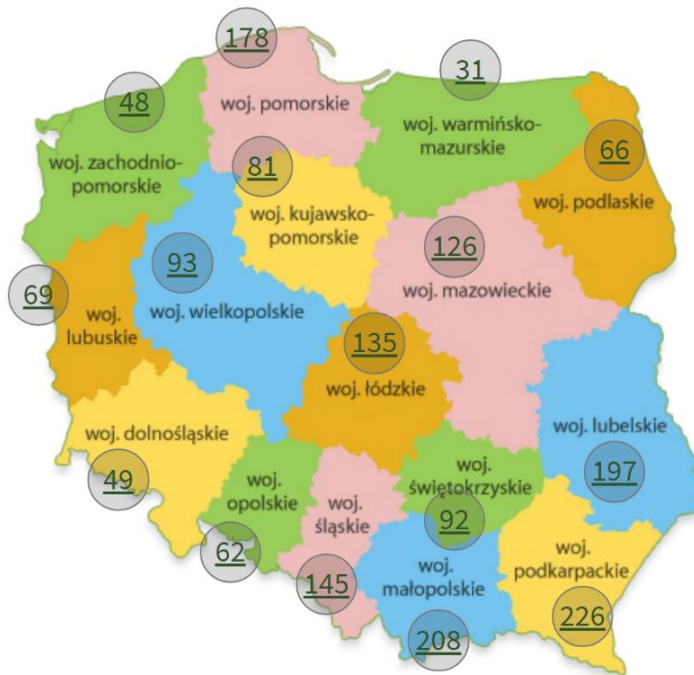 178
48
31
woj. pomorskie
woj. warmińsko-
mazurskie
66
woj. zachodnio-
pomorskie
81
woj. kujawsko-
pomorskie
woj. podlaskie
93
126
69
woj. mazowieckie
woj. wielkopolskie
woj.
lubuskie
135
woj. łódzkie
woj. dolnośląskie
woj. lubelskie
49
woj.
opolskie
woj.
śląskie
woj.
świętokrzyskie
197
92
62
145
woj.
małopolskie
woj.
podkarpackie
226
208